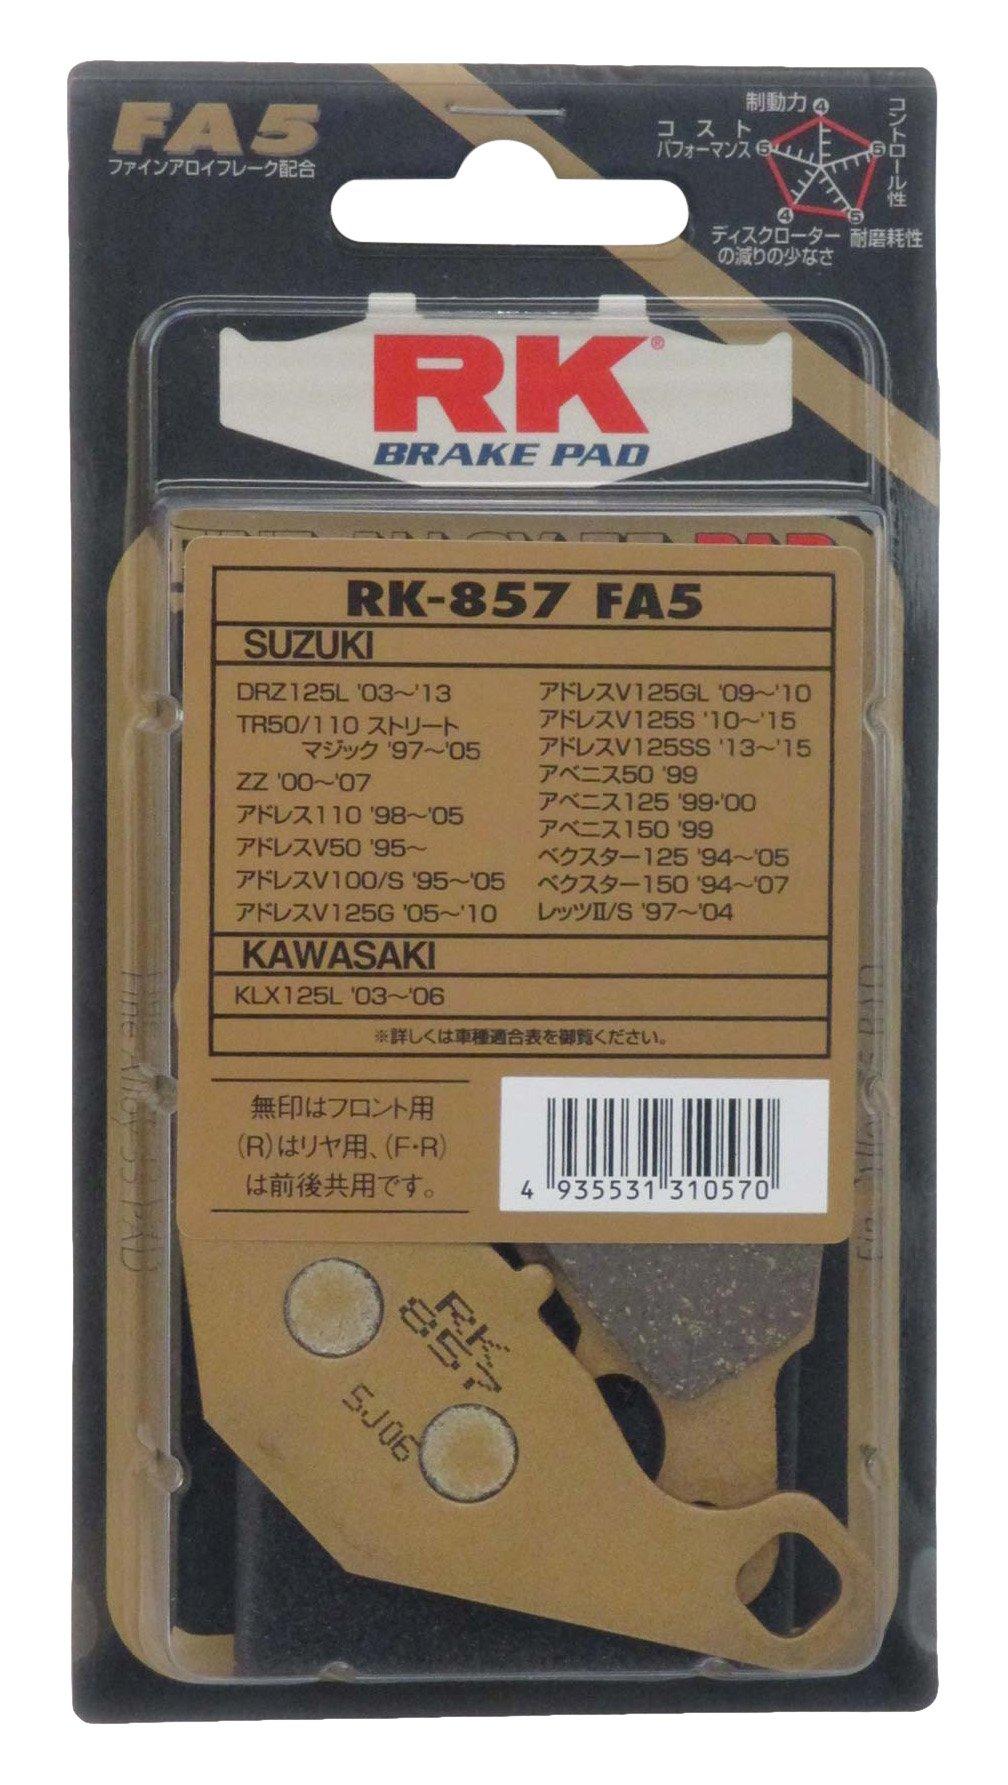 FA5
ファインアロイフレーク配合
制動力
4
コスト
パフォーマンス
5
コントロール性
5
4
5
ディスクローター
の減りの少なさ
耐磨耗性
RK®
BRAKE PAD
RK-857 FA5
SUZUKI
DRZ125L '03～'13
TR50/110 ストリート
マジック '97～'05
ZZ '00～'07
アドレス110 '98～'05
アドレスV50 '95～
アドレスV100/S '95～'05
アドレスV125G '05～'10
アドレスV125GL '09～'10
アドレスV125S '10～'15
アドレスV125SS '13～'15
アベニス50 '99
アベニス125 '99・'00
アベニス150 '99
ベクスター125 '94～'05
ベクスター150 '94～'07
レッツⅡ/S '97～'04
KAWASAKI
KLX125L '03～'06
※詳しくは車種適合表を御覧ください。
無印はフロント用
(R)はリヤ用、(F・R)
は前後共用です。
4 935531 310570
RK
857
5J06